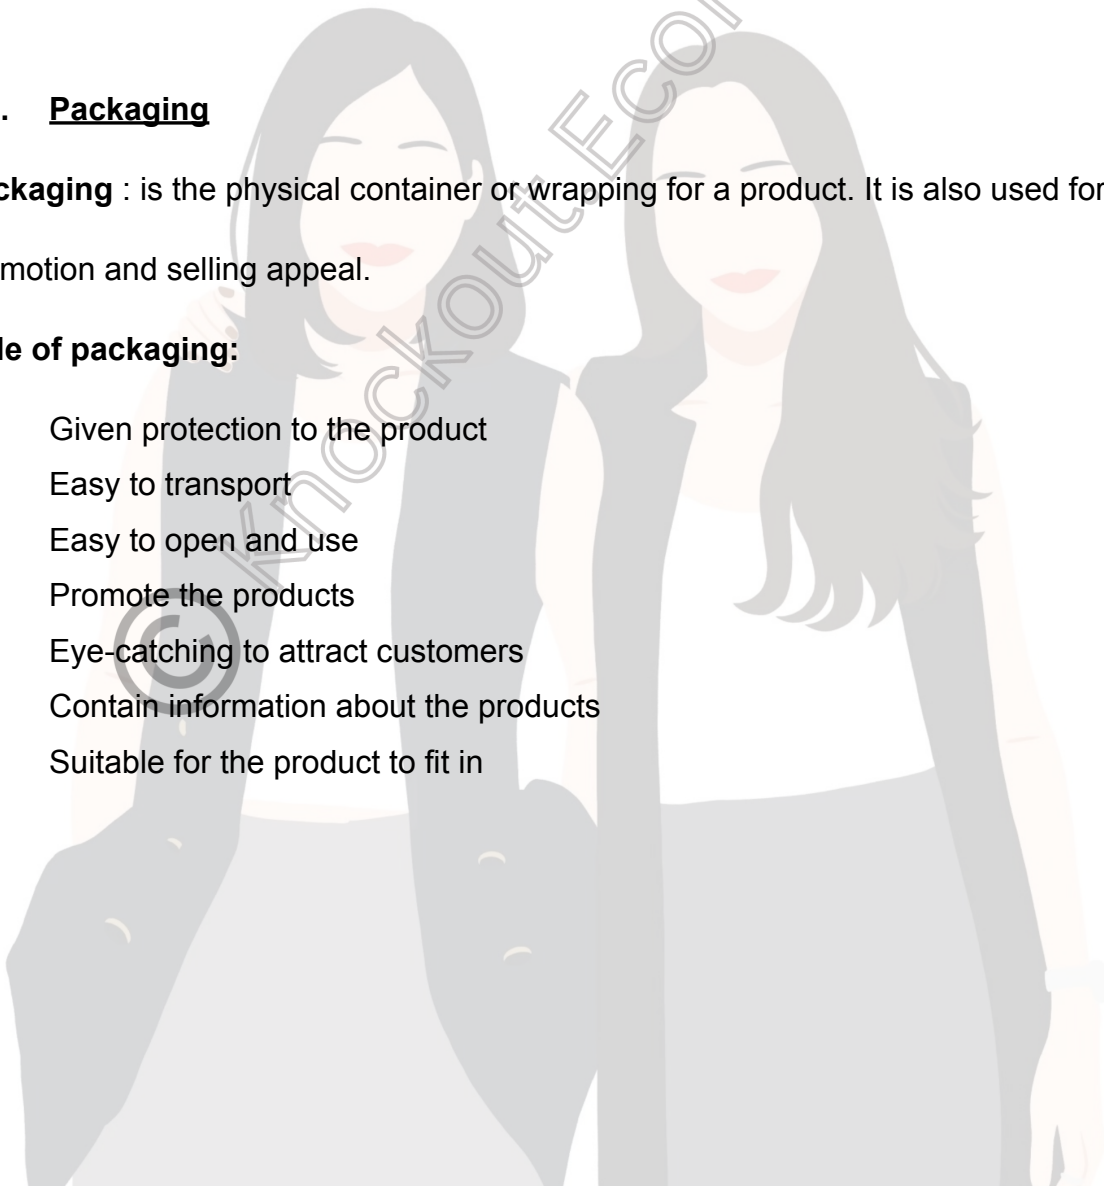 . Packaging
ckaging : is the physical container or wrapping for a product. It is also used for
motion and selling appeal.
le of packaging:
Given protection to the product
Easy to transport
Easy to open and use
Promote the products
Eye-catching to attract customers
Contain information about the products
Suitable for the product to fit in
© Knockout.Econ